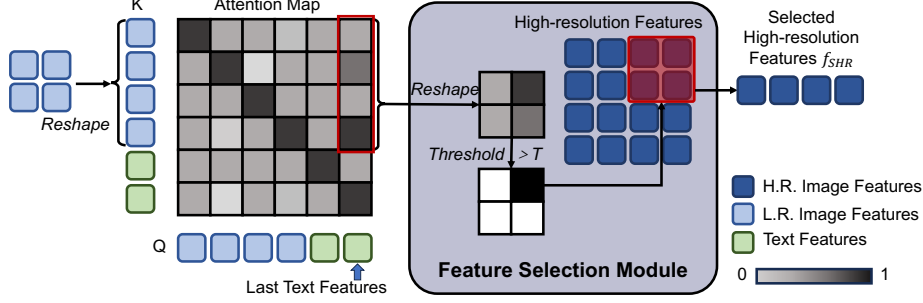 K
Attention Map
Reshape
Q
Last Text Features
High-resolution Features
Reshape
Threshold > T
Feature Selection Module
Selected
High-resolution
Features f_SHR
H.R. Image Features
L.R. Image Features
Text Features
0
1